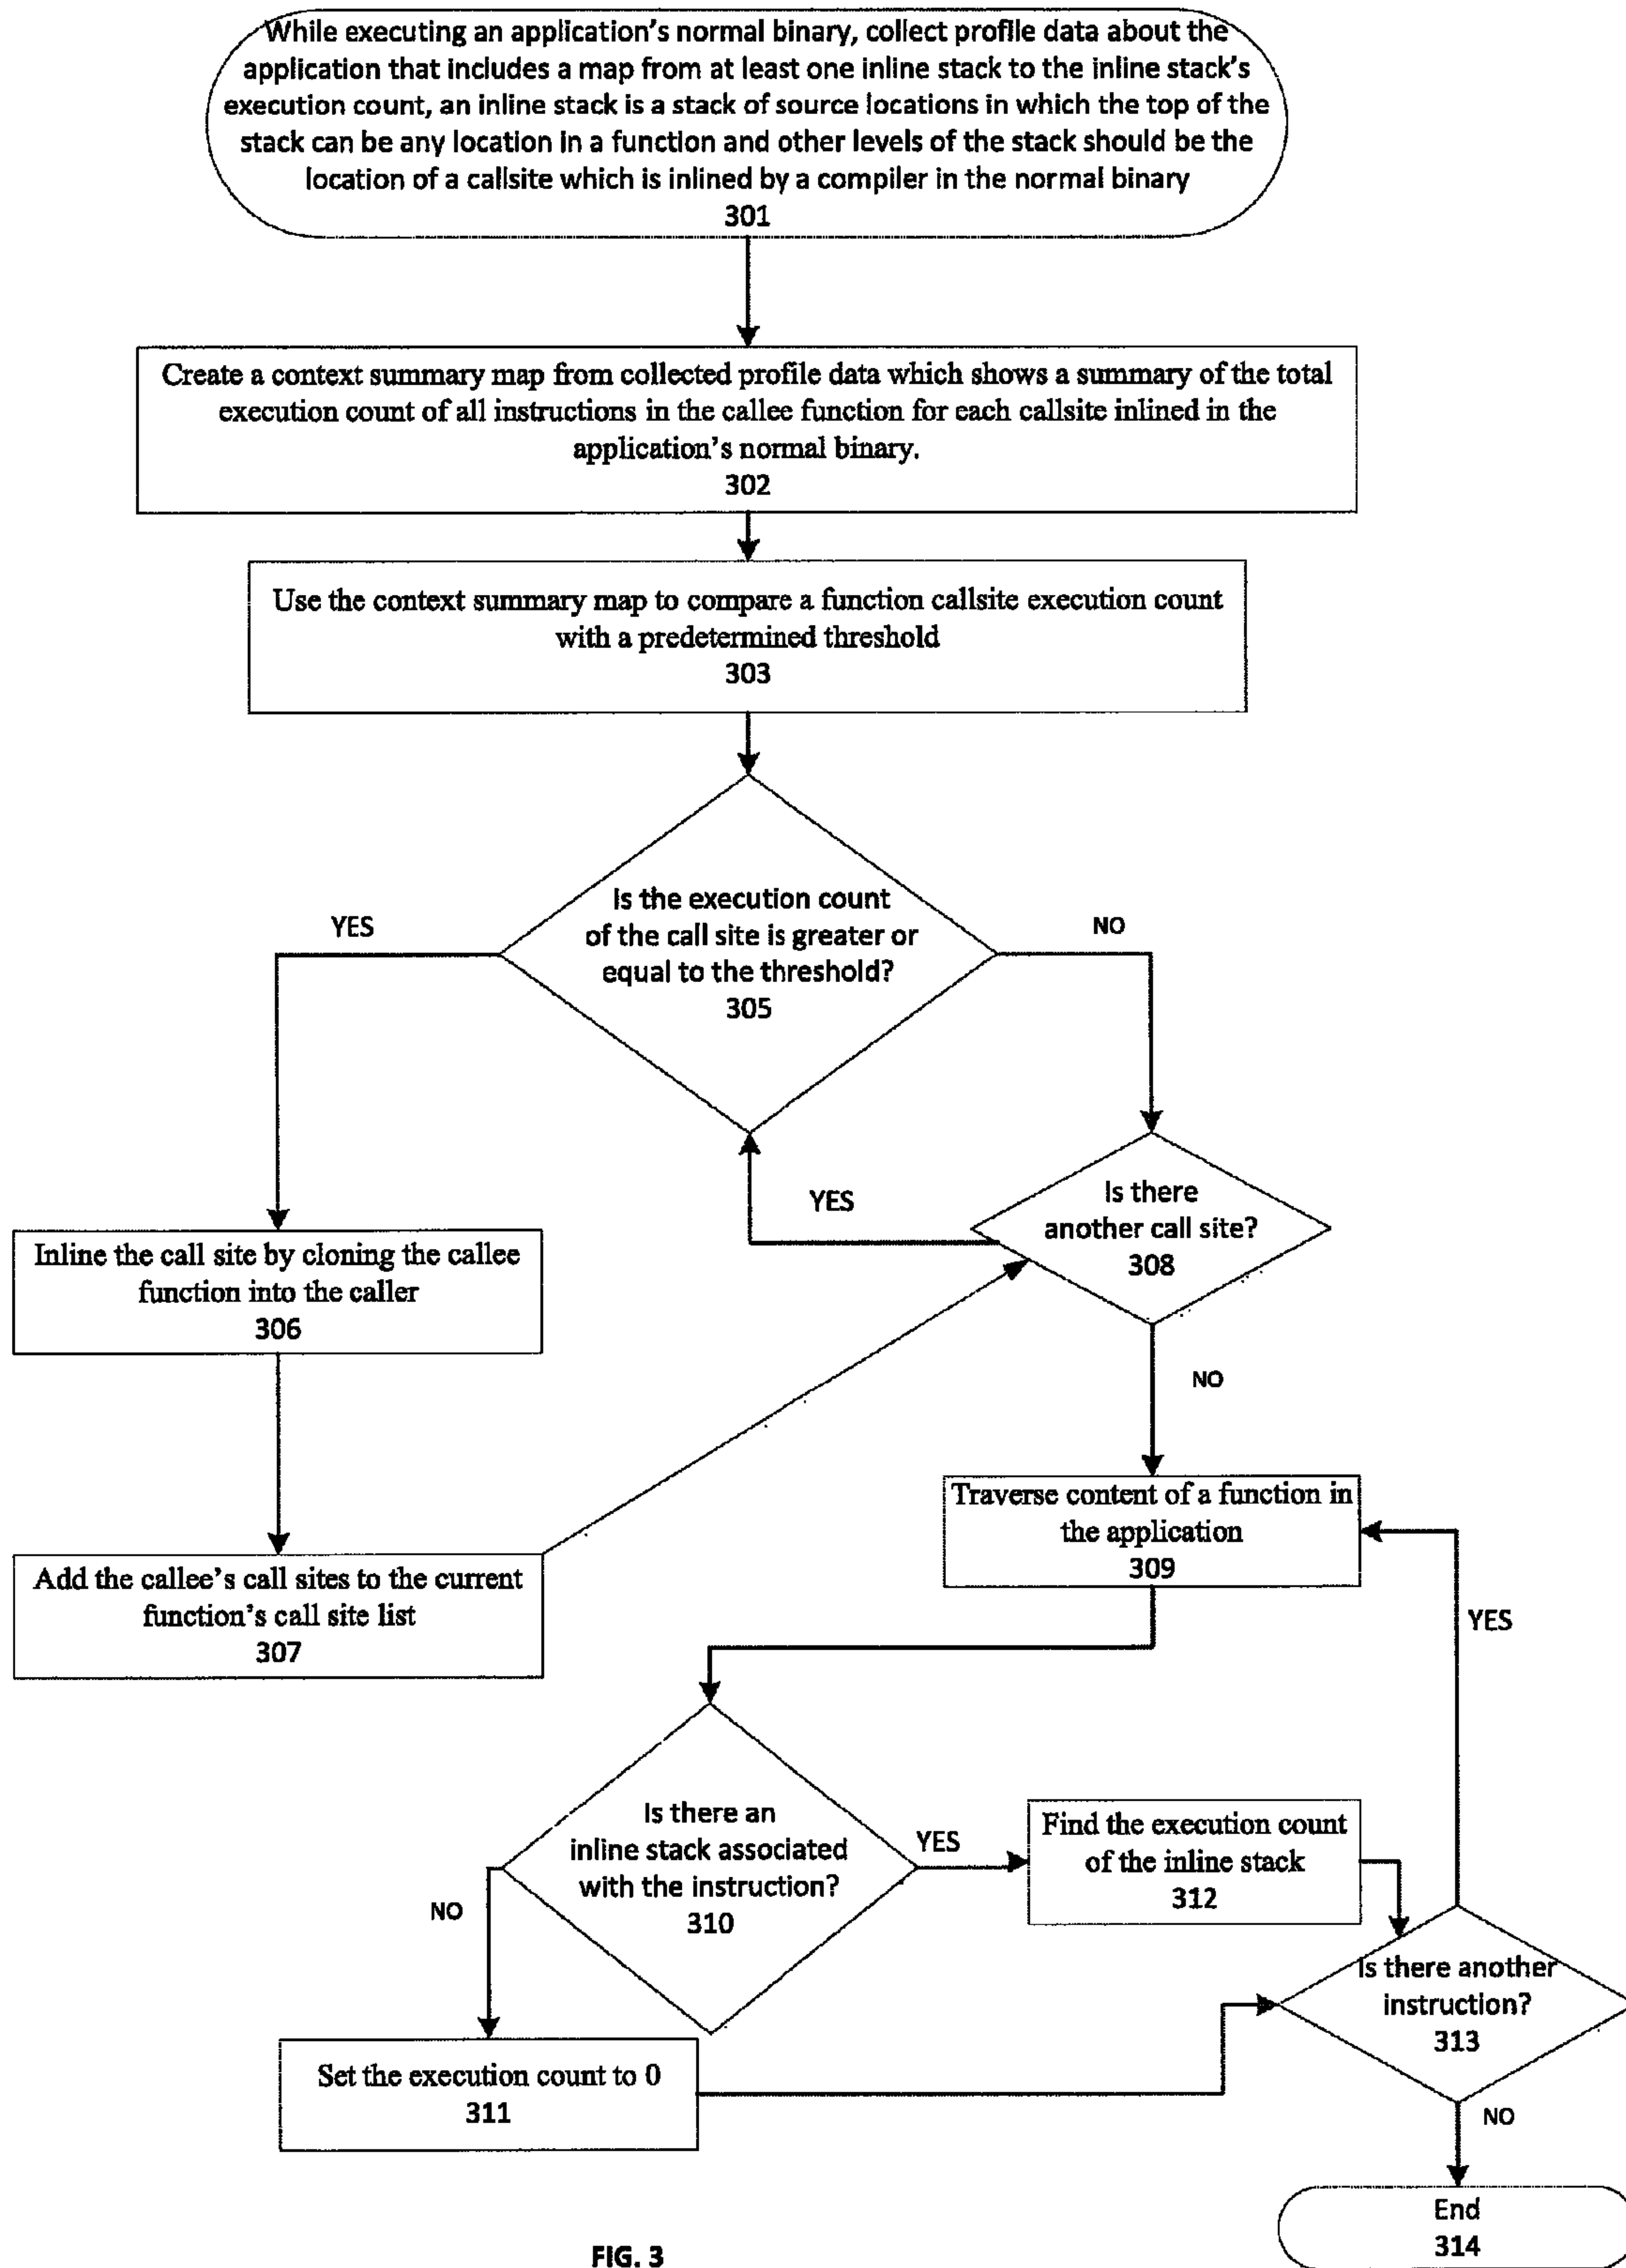 While executing an application's normal binary, collect profile data about the
application that includes a map from at least one inline stack to the inline stack's
execution count, an inline stack is a stack of source locations in which the top of the
stack can be any location in a function and other levels of the stack should be the
location of a callsite which is inlined by a compiler in the normal binary
301
Create a context summary map from collected profile data which shows a summary of the total
execution count of all instructions in the callee function for each callsite inlined in the
application's normal binary.
302
Use the context summary map to compare a function callsite execution count
with a predetermined threshold
303
Is the execution count
of the call site is greater or
equal to the threshold?
305
YES
NO
Is there
another call site?
308
YES
Inline the call site by cloning the callee
function into the caller
306
NO
Add the callee's call sites to the current
function's call site list
307
Traverse content of a function in
the application
309
YES
Is there an
inline stack associated
with the instruction?
310
YES
NO
Find the execution count
of the inline stack
312
Is there another
instruction?
313
Set the execution count to 0
311
NO
End
314
FIG. 3